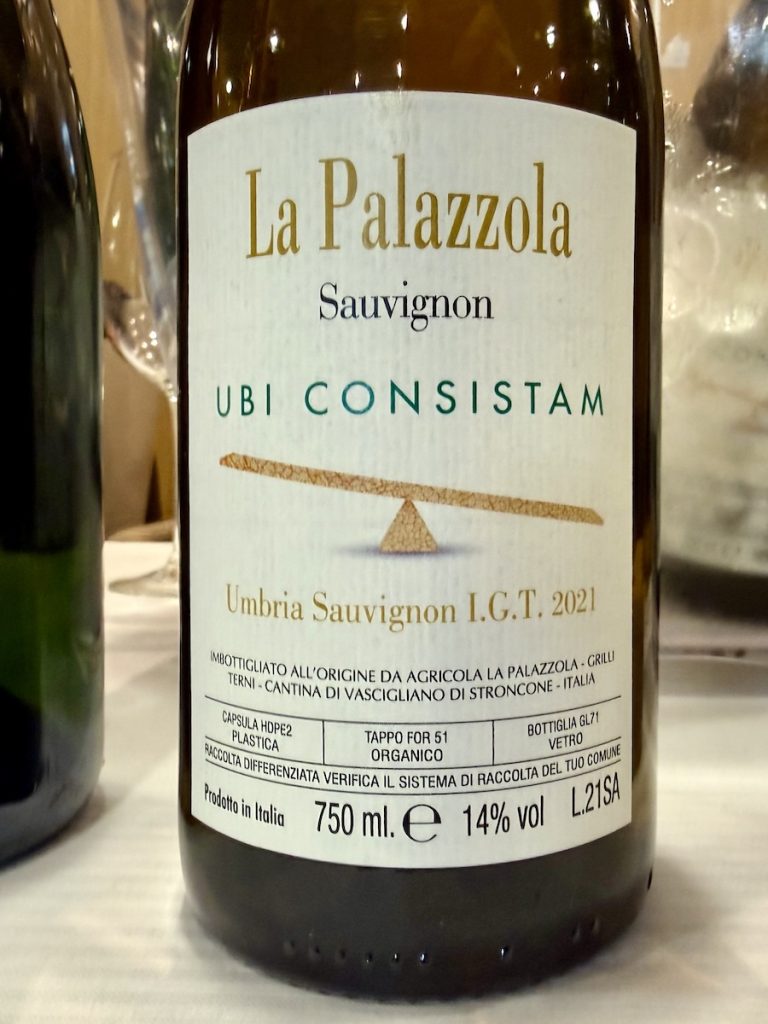 La Palazzola
Sauvignon
UBI CONSISTAM
Umbria Sauvignon I.G.T. 2021
IMBOTTIGLIATO ALL'ORIGINE DA AGRICOLA LA PALAZZOLA - GRILLI
TERNI - CANTINA DI VASCIGLIANO DI STRONCONE - ITALIA
CAPSULA HDPE2
PLASTICA
TAPPO FOR 51
ORGANICO
BOTTIGLIA GL71
VETRO
RACCOLTA DIFFERENZIATA VERIFICA IL SISTEMA DI RACCOLTA DEL TUO COMUNE
Prodotto in Italia 750 ml. ℮ 14% vol L.21SA